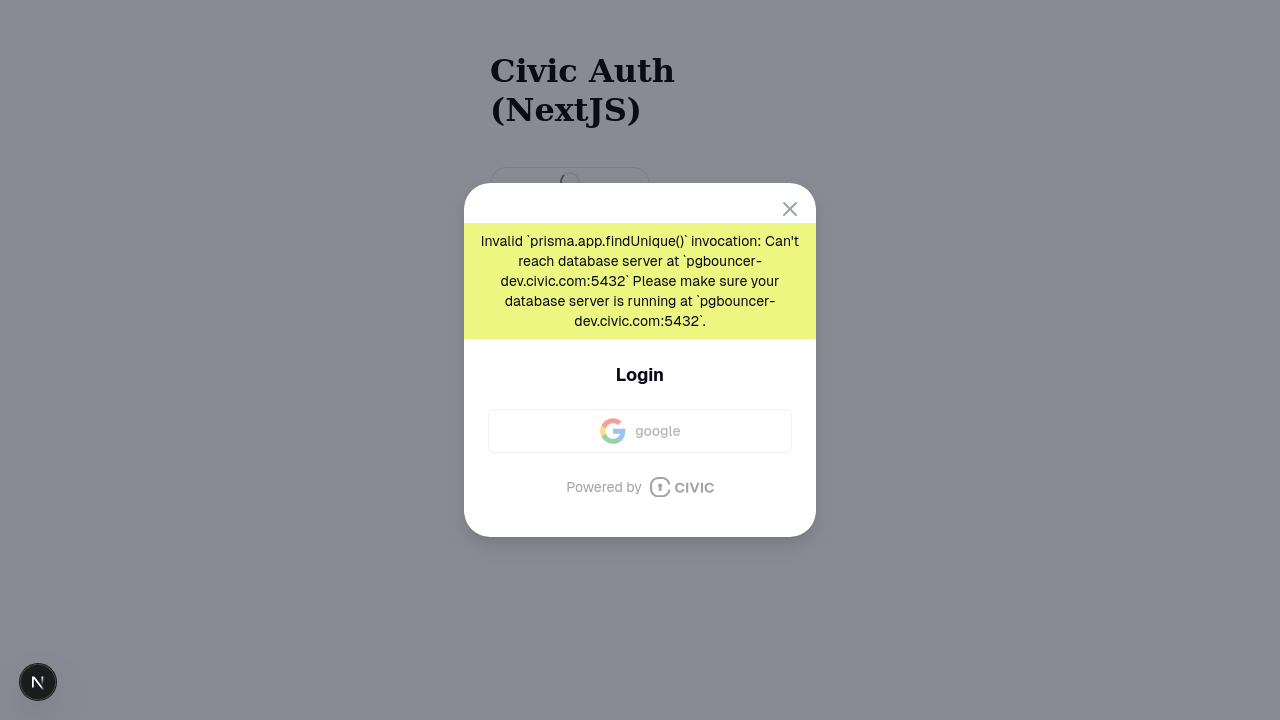 Civic Auth
(NextJS)
Invalid `prisma.app.findUnique()` invocation: Can't
reach database server at `pgbouncer-
dev.civic.com:5432` Please make sure your
database server is running at `pgbouncer-
dev.civic.com:5432`.
Login
google
Powered by CIVIC
N